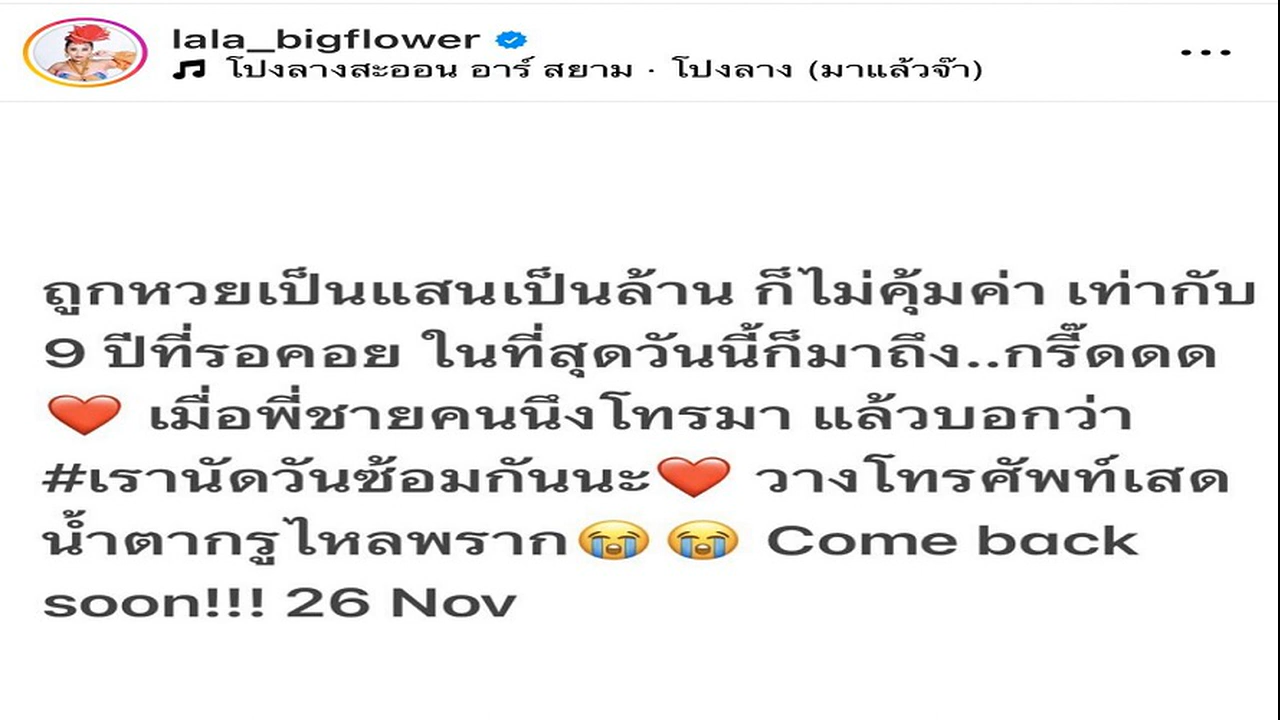 lala_bigflower
โปงลางสะออน อาร์ สยาม · โปงลาง (มาแล้วจ๊า)
ถูกหวยเป็นแสนเป็นล้าน ก็ไม่คุ้มค่า เท่ากับ
9 ปีที่รอคอย ในที่สุดวันนี้ก็มาถึง..กรี๊ดดด
❤️ เมื่อพี่ชายคนนึงโทรมา แล้วบอกว่า
#เรานัดวันซ้อมกันนะ❤️ วางโทรศัพท์เสด
น้ำตากรูไหลพราก😭😭 Come back
soon!!! 26 Nov